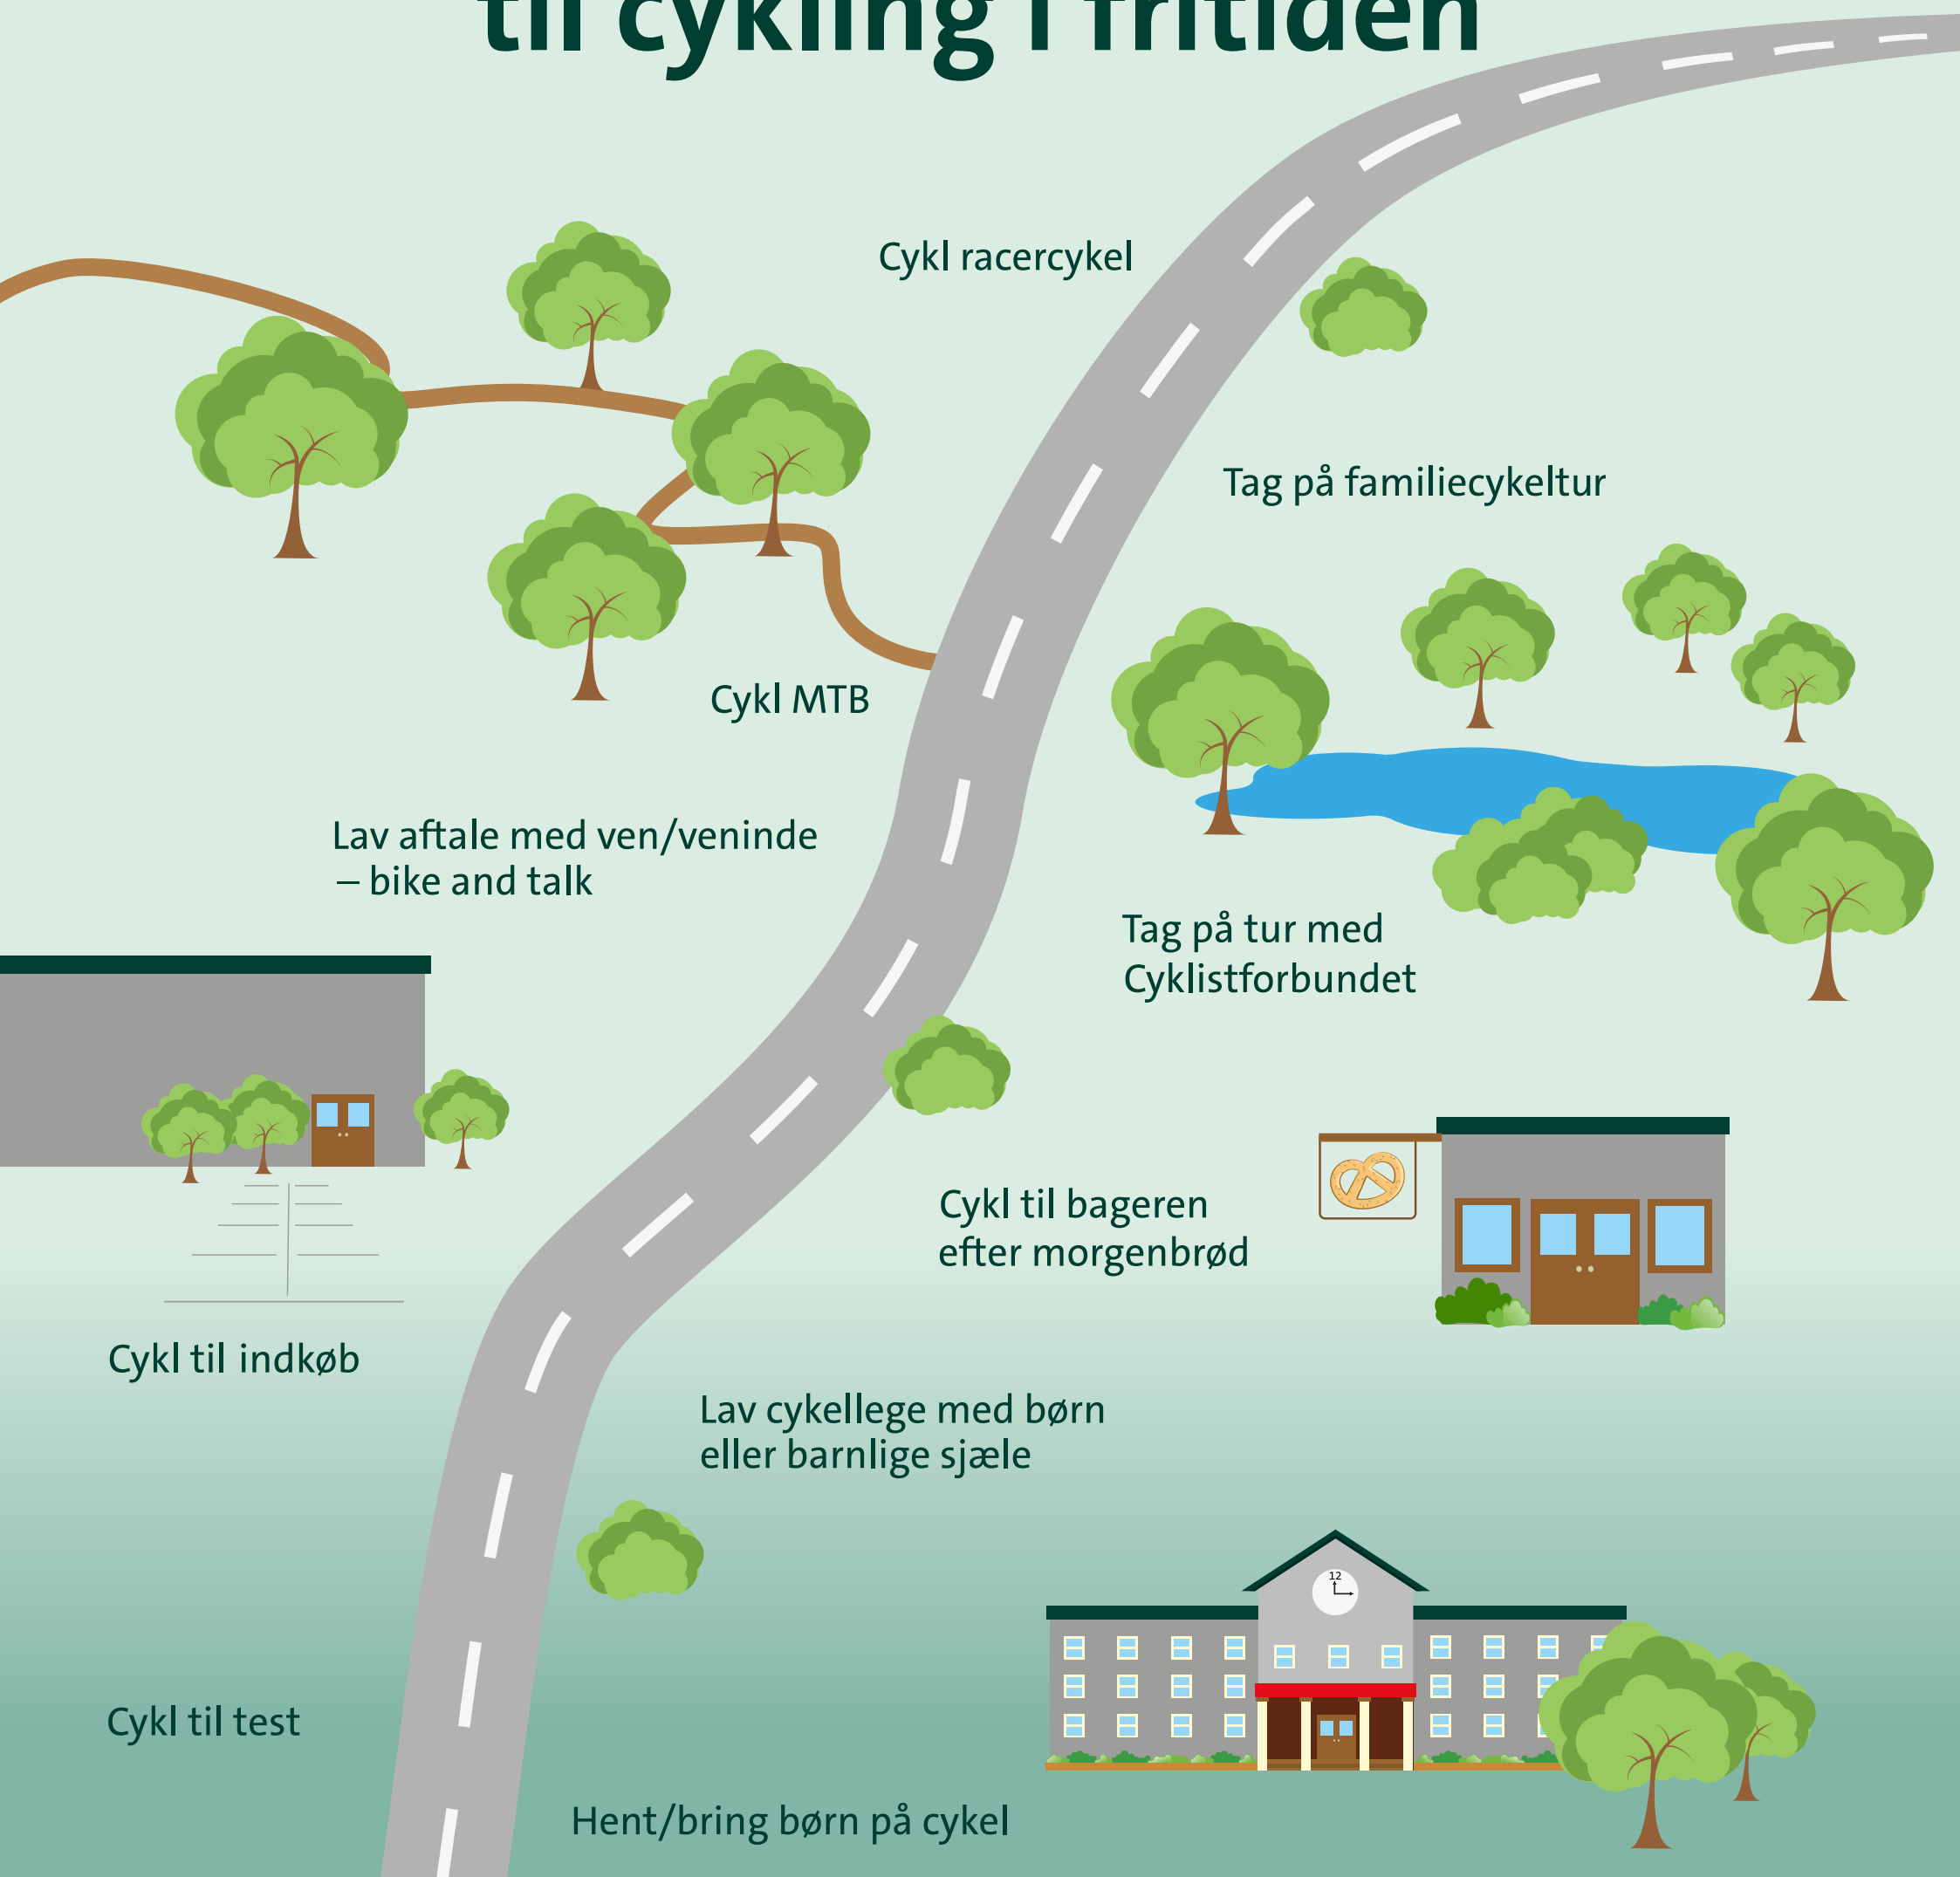 til cykling i fritiden
Cykl racercykel
Tag på familiecykeltur
Cykl MTB
Lav aftale med ven/veninde
– bike and talk
Tag på tur med
Cyklistforbundet
Cykl til bageren
efter morgenbrød
Cykl til indkøb
Lav cykellege med børn
eller barnlige sjæle
12
Cykl til test
Hent/bring børn på cykel